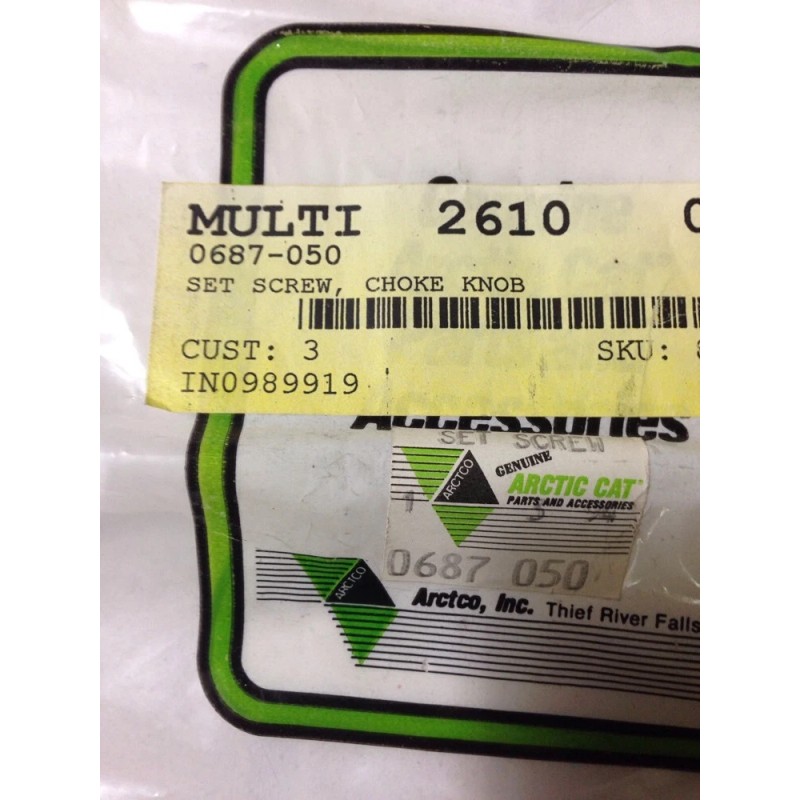 MULTI 2610
0687-050
SET SCREW, CHOKE KNOB
CUST: 3 SKU:
IN0989919
Accessories
SET SCREW
GENUINE
ARCTCO
ARCTIC CAT
PARTS AND ACCESSORIES
1
0687 050
ARCTCO
Arctco, Inc. Thief River Falls